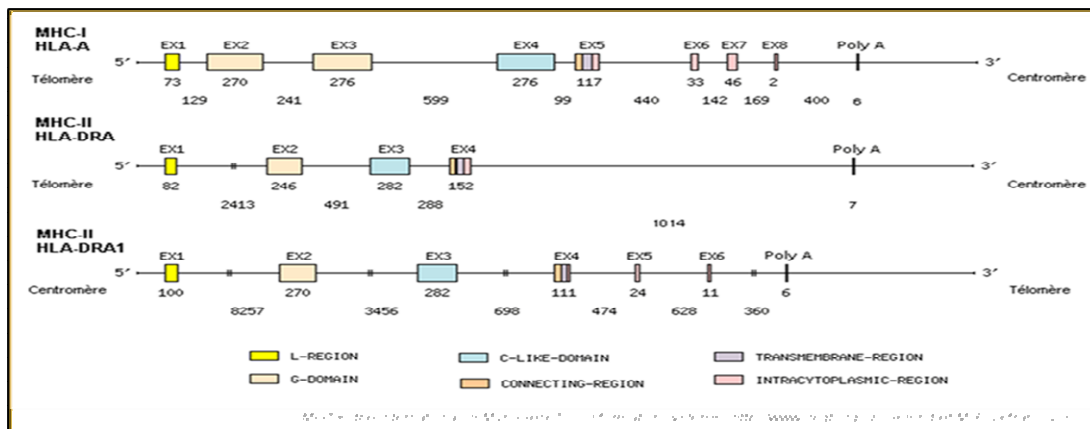 MHC-I
HLA-A
EX1 EX2 EX3 EX4 EX5 EX6 EX7 EX8 Poly A
5′ 3′
Télomère 73 270 276 276 117 33 46 2 Centromère
129 241 599 99 440 142 169 400 6
MHC-II
HLA-DRA
EX1 EX2 EX3 EX4 Poly A
5′ 3′
Télomère 82 246 282 152 Centromère
2413 491 288 7
1014
MHC-II
HLA-DRA1
EX1 EX2 EX3 EX4 EX5 EX6 Poly A
5′ 3′
Centromère 100 270 282 111 24 11 6 Télomère
8257 3456 698 474 628 360
L-REGION C-LIKE-DOMAIN TRANSMEMBRANE-REGION
G-DOMAIN CONNECTING-REGION INTRACYTOPLASMIC-REGION